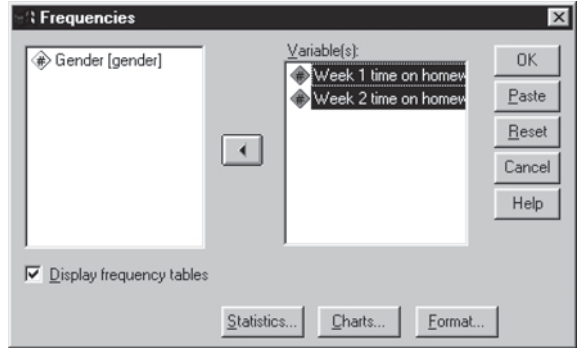 Frequencies
Gender [gender]
Variable(s):
Week 1 time on homew
Week 2 time on homew
OK
Paste
Reset
Cancel
Help
Display frequency tables
Statistics... Charts... Format...